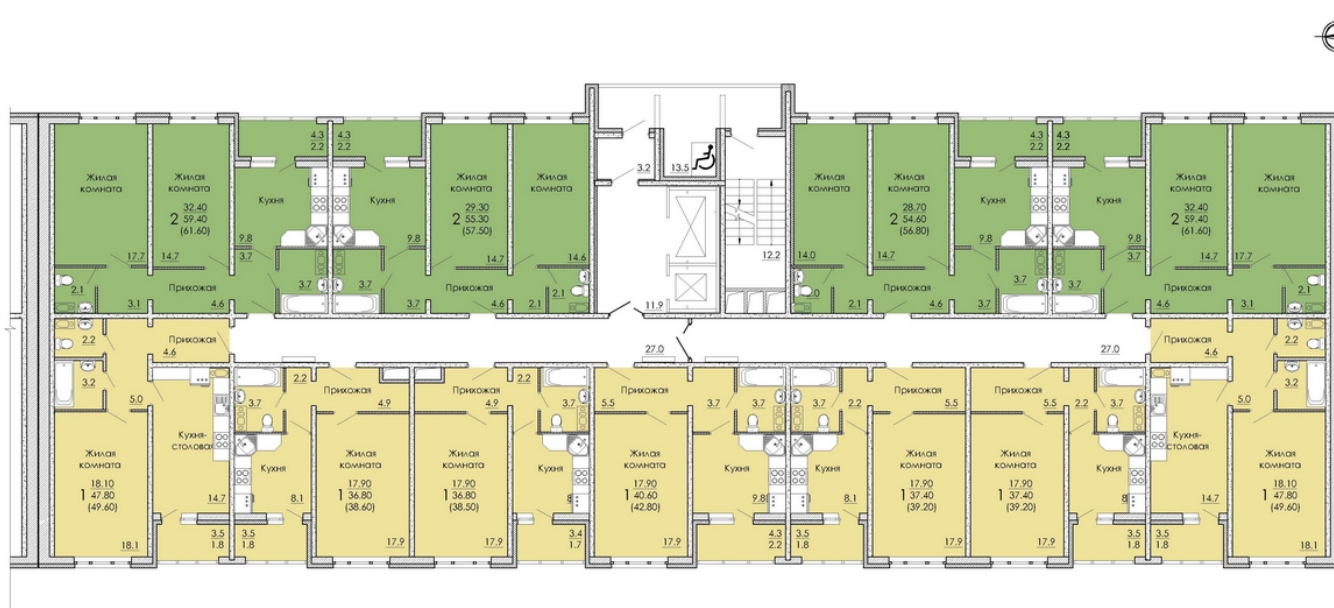 4.3
2.2
4.3
2.2
4.3
2.2
4.3
2.2
3.2
13.5
Жилая
комната
Жилая
комната
32.40
2 59.40
(61.60)
Кухня
Кухня
Жилая
комната
29.30
2 55.30
(57.50)
Жилая
комната
Жилая
комната
Жилая
комната
28.70
2 54.60
(56.80)
Кухня
Кухня
Жилая
комната
32.40
2 59.40
(61.60)
Жилая
комната
17.7
14.7
9.8
3.7
9.8
14.7
14.6
12.2
14.0
14.7
9.8
9.8
3.7
14.7
17.7
2.1
3.1
Прихожая
4.6
3.7
3.7
3.7
Прихожая
4.6
2.1
2.1
11.9
2.1
Прихожая
4.6
3.7
3.7
3.7
Прихожая
4.6
3.1
2.1
2.2
Прихожая
4.6
27.0
27.0
Прихожая
4.6
2.2
3.2
5.0
3.7
2.2
Прихожая
4.9
Прихожая
4.9
2.2
3.7
Прихожая
5.5
3.7
3.7
3.7
2.2
Прихожая
5.5
Прихожая
5.5
2.2
3.7
5.0
3.2
Жилая
комната
18.10
1 47.80
(49.60)
18.1
Кухня-
столовая
14.7
3.5
1.8
Кухня
8.1
3.5
1.8
Жилая
комната
17.90
1 36.80
(38.60)
17.9
Жилая
комната
17.90
1 36.80
(38.50)
17.9
Кухня
8
3.4
1.7
Жилая
комната
17.90
1 40.60
(42.80)
17.9
Кухня
9.8
4.3
2.2
Кухня
8.1
3.5
1.8
Жилая
комната
17.90
1 37.40
(39.20)
17.9
Жилая
комната
17.90
1 37.40
(39.20)
17.9
Кухня
8
3.5
1.8
Кухня-
столовая
14.7
3.5
1.8
Жилая
комната
18.10
1 47.80
(49.60)
18.1